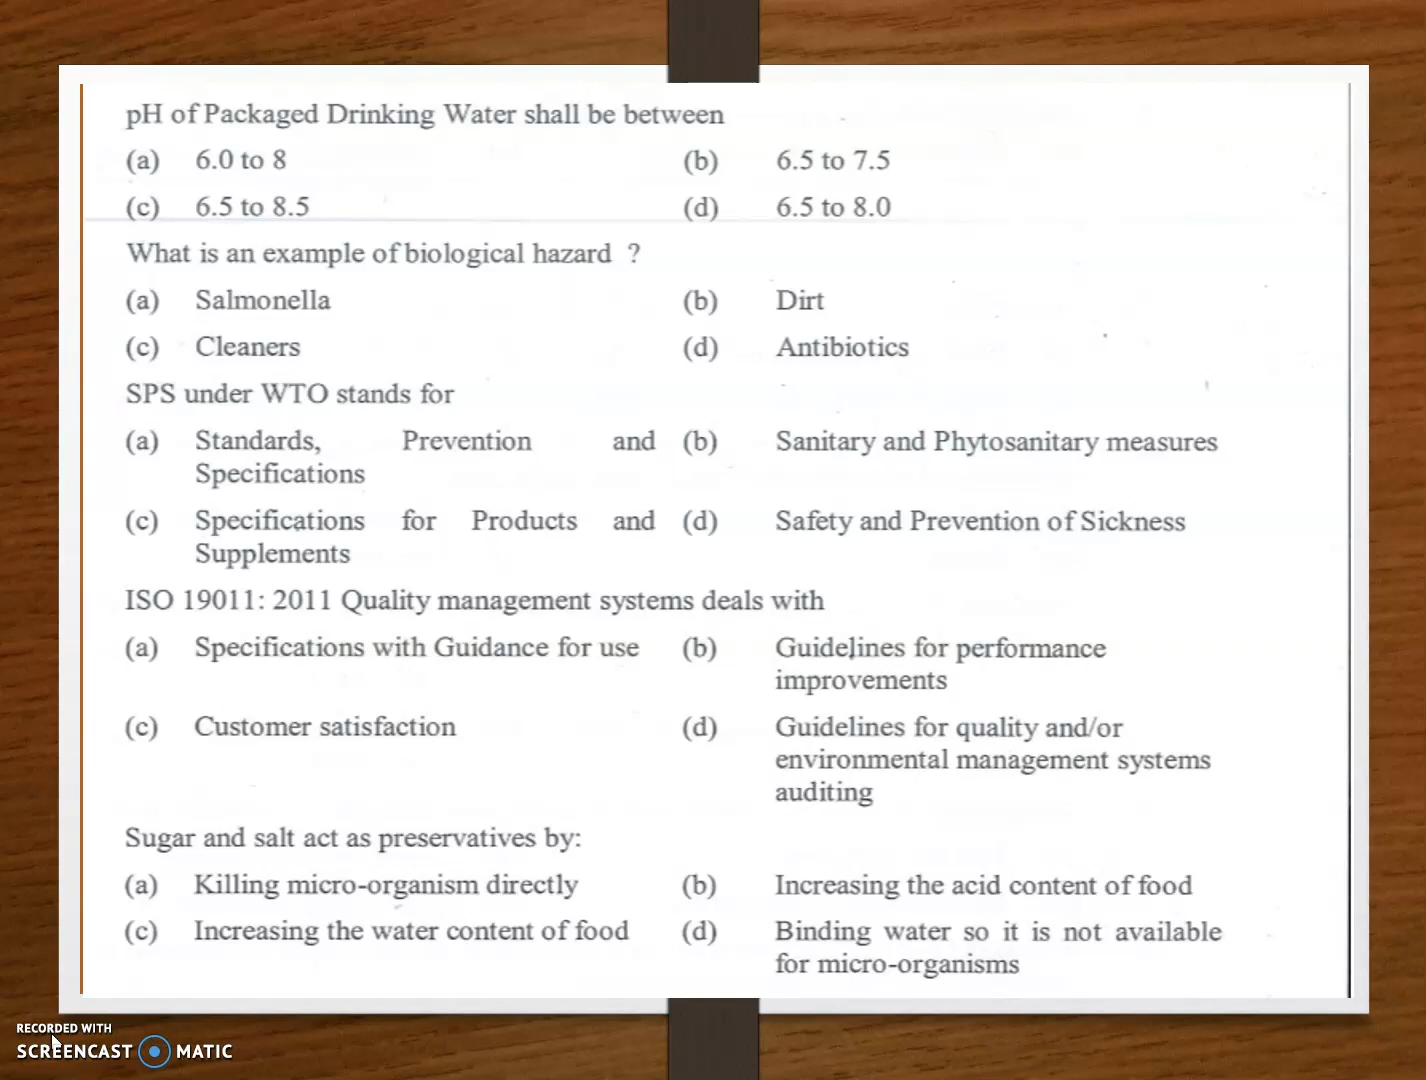 pH of Packaged Drinking Water shall be between
(a) 6.0 to 8 (b) 6.5 to 7.5
(c) 6.5 to 8.5 (d) 6.5 to 8.0
What is an example of biological hazard ?
(a) Salmonella (b) Dirt
(c) Cleaners (d) Antibiotics
SPS under WTO stands for
(a) Standards, Prevention and Specifications
(b) Sanitary and Phytosanitary measures
(c) Specifications for Products and Supplements
(d) Safety and Prevention of Sickness
ISO 19011: 2011 Quality management systems deals with
(a) Specifications with Guidance for use
(b) Guidelines for performance
improvements
(c) Customer satisfaction
(d) Guidelines for quality and/or
environmental management systems
auditing
Sugar and salt act as preservatives by:
(a) Killing micro-organism directly (b) Increasing the acid content of food
(c) Increasing the water content of food (d) Binding water so it is not available
for micro-organisms
RECORDED WITH
SCREENCAST MATIC